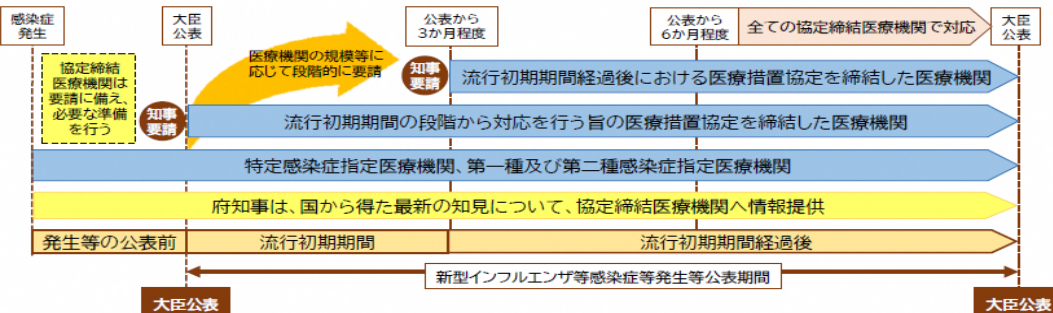 感染症
発生
大臣
公表
公表から
3か月程度
公表から
6か月程度
全ての協定締結医療機関で対応
大臣
公表
協定締結
医療機関は
要請に備え、
必要な準備
を行う
医療機関の規模等に
応じて段階的に要請
知事
要請
流行初期期間経過後における医療措置協定を締結した医療機関
知事
要請
流行初期期間の段階から対応を行う旨の医療措置協定を締結した医療機関
特定感染症指定医療機関、第一種及び第二種感染症指定医療機関
府知事は、国から得た最新の知見について、協定締結医療機関へ情報提供
発生等の公表前
流行初期期間
流行初期期間経過後
新型インフルエンザ等感染症等発生等公表期間
大臣公表
大臣公表